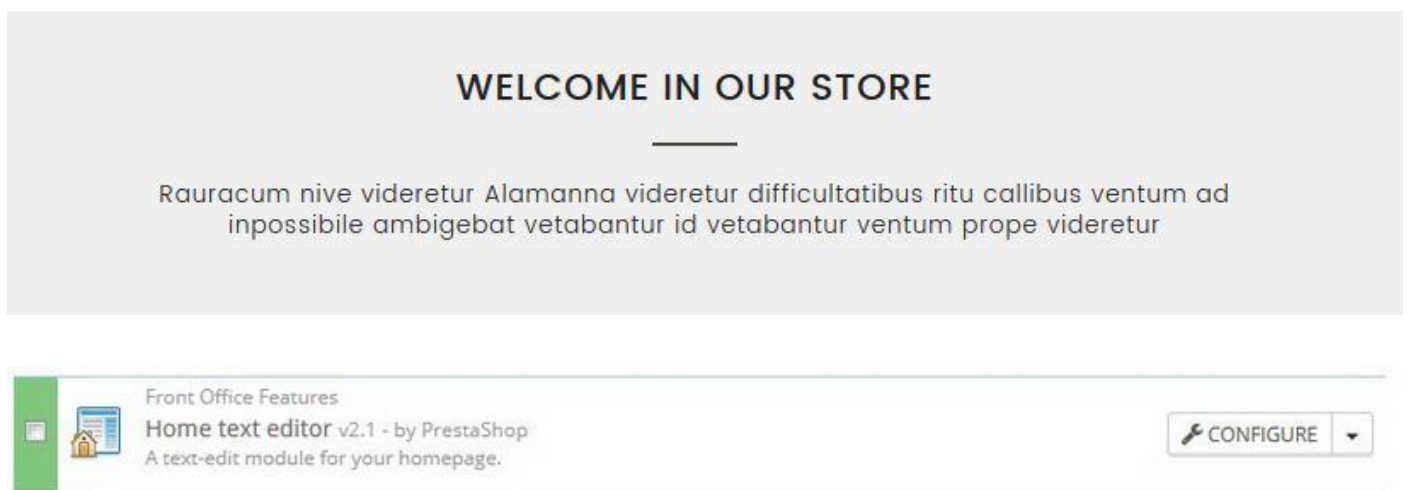 WELCOME IN OUR STORE
Rauracum nive videretur Alamanna videretur difficultatibus ritu callibus ventum ad
inpossibile ambigebat vetabantur id vetabantur ventum prope videretur
Front Office Features
Home text editor v2.1 - by PrestaShop
A text-edit module for your homepage.
CONFIGURE